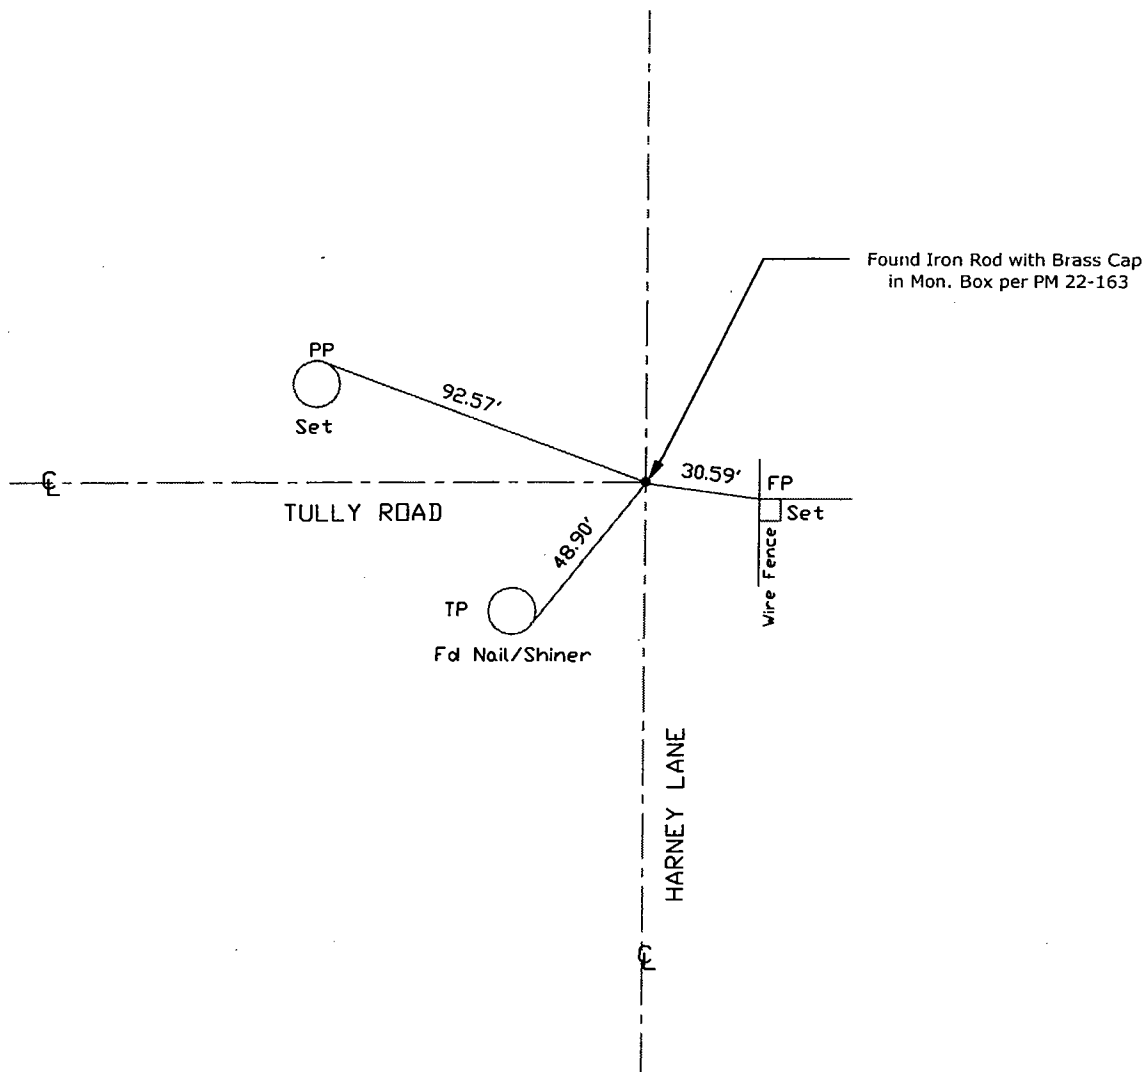 Found Iron Rod with Brass Cap
in Mon. Box per PM 22-163
PP
92.57'
Set
30.59'
FP
Set
℄
TULLY ROAD
48.90'
Wire Fence
TP
Fd Nail/Shiner
HARNEY LANE
℄